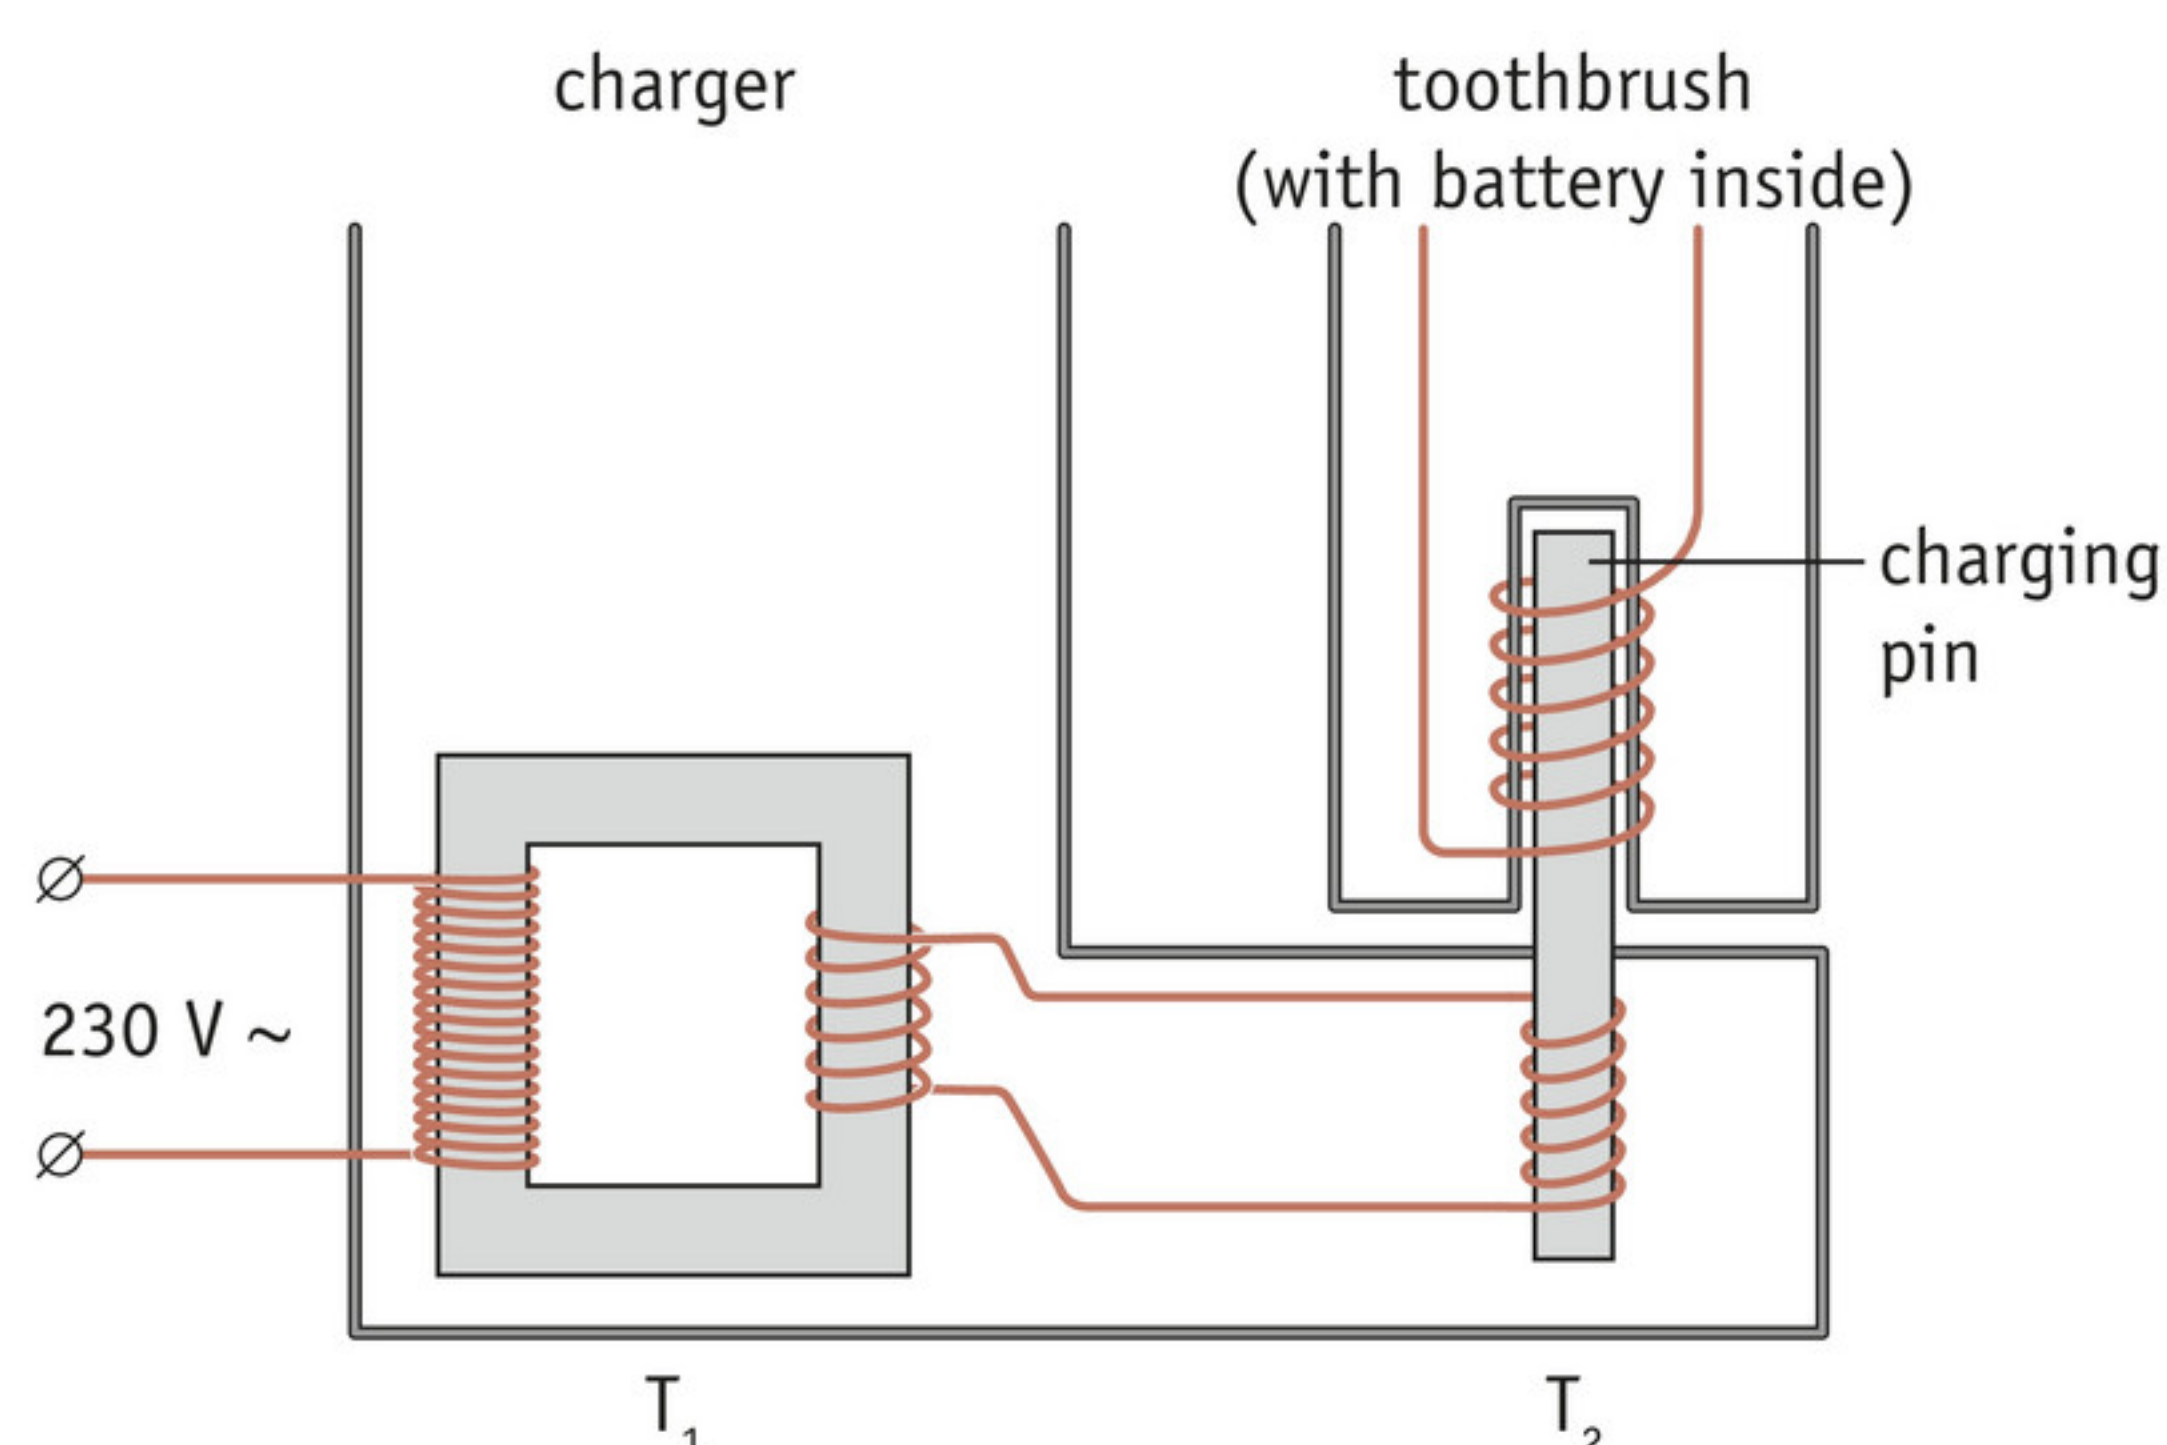 charger
toothbrush
(with battery inside)
charging
pin
230 V ~
T₁
T₂